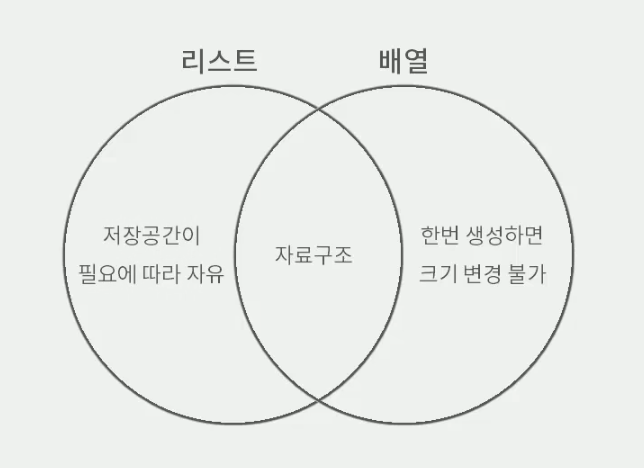 리스트
배열
저장공간이
필요에 따라 자유
자료구조
한번 생성하면
크기 변경 불가